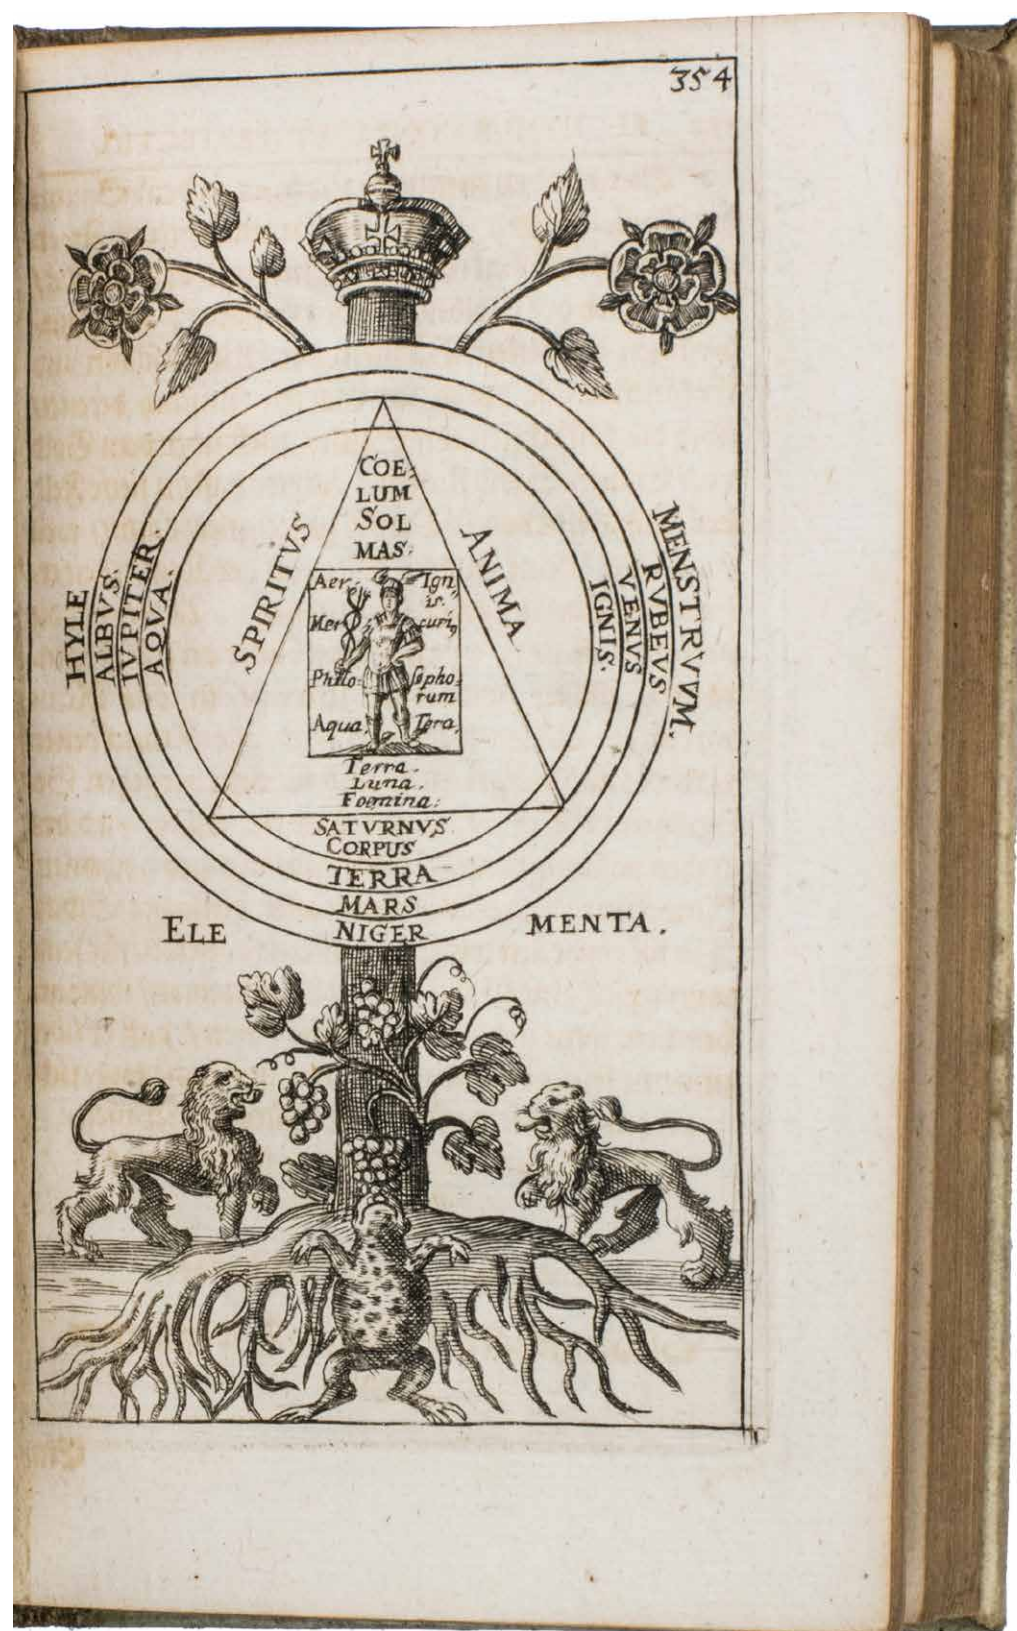 354
COE-
LUM
SOL
MAS.
SPIRITVS
ANIMA
HYLE
ALBVS.
IVPITER.
AQVA.
IGNIS.
VENVS
RVBEVS
MENSTRVVM.
Aer. Ign,
is.
Mer curi,
Philo- sopho-
rum
Aqua Tera,
Terra.
Luna.
Foemina:
SATVRNVS
CORPUS
TERRA
MARS
NIGER
ELE MENTA.